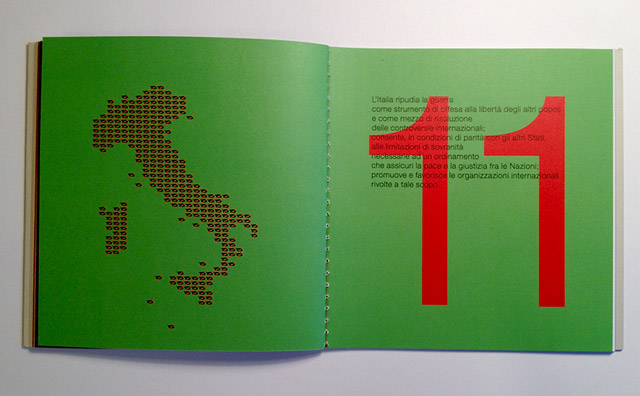 L'Italia ripudia la guerra
come strumento di offesa alla libertà degli altri popoli
e come mezzo di risoluzione
delle controversie internazionali;
consente, in condizioni di parità con gli altri Stati,
alle limitazioni di sovranità
necessarie ad un ordinamento
che assicuri la pace e la giustizia fra le Nazioni;
promuove e favorisce le organizzazioni internazionali
rivolte a tale scopo.
11